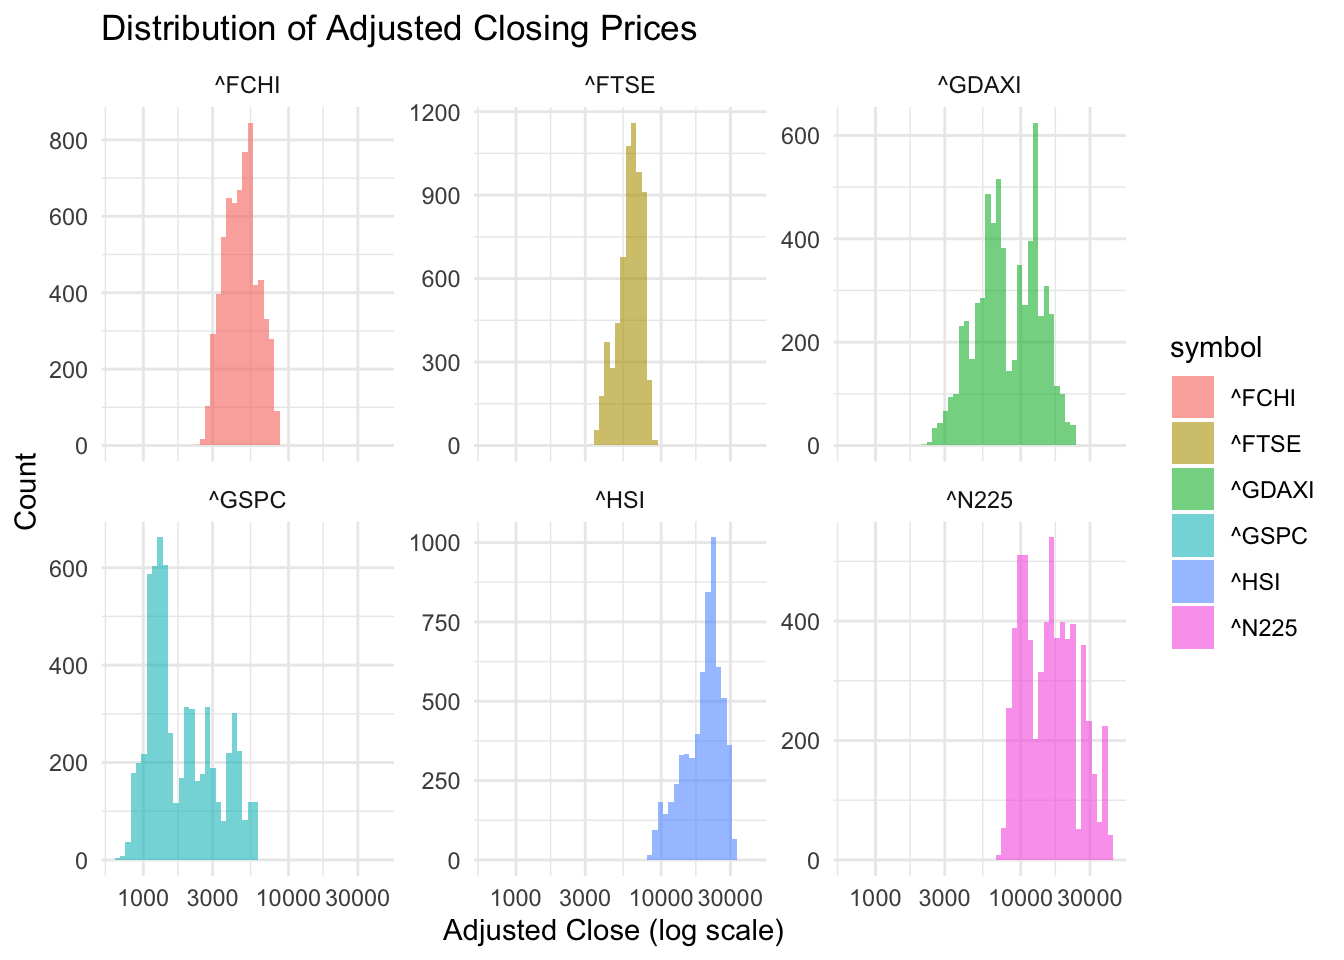 Distribution of Adjusted Closing Prices
^FCHI
^FTSE
^GDAXI
800
600
400
200
0
1200
900
600
300
0
600
400
200
0
^GSPC
^HSI
^N225
600
400
200
0
1000
750
500
250
0
400
200
0
1000 3000 10000 30000
1000 3000 10000 30000
1000 3000 10000 30000
Adjusted Close (log scale)
Count
symbol
^FCHI
^FTSE
^GDAXI
^GSPC
^HSI
^N225